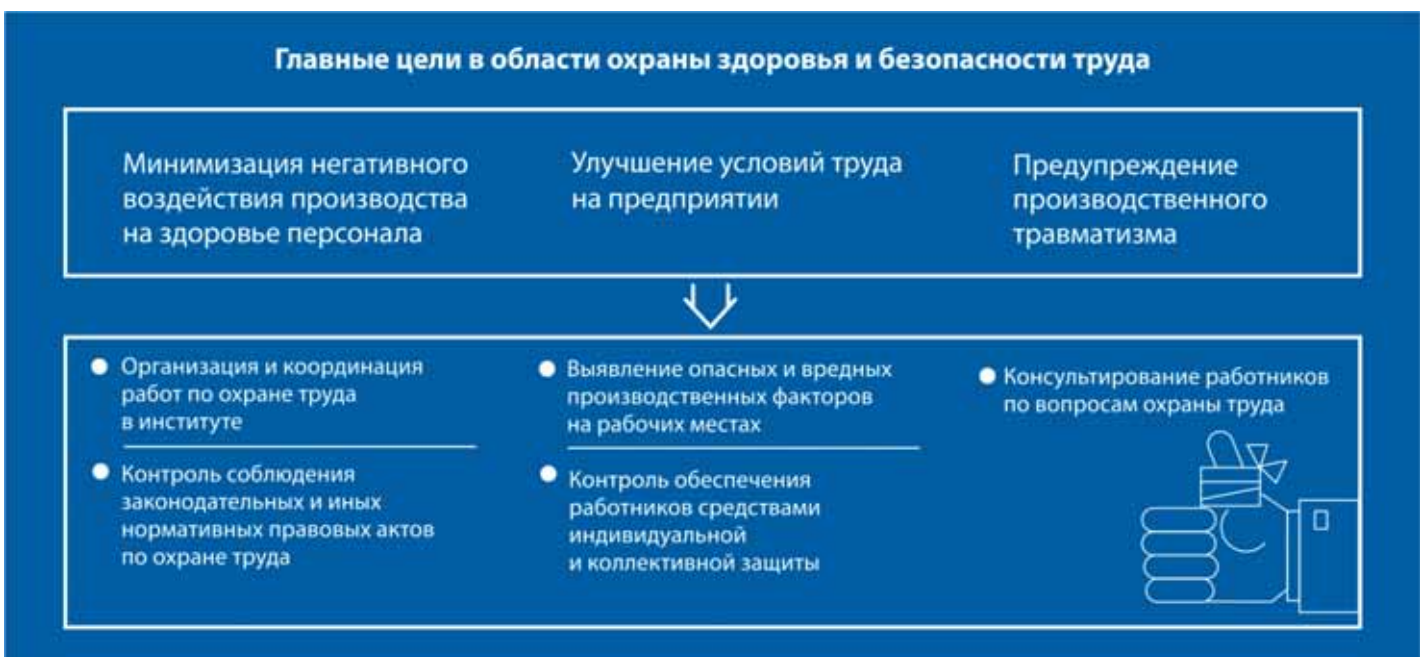 Главные цели в области охраны здоровья и безопасности труда
Минимизация негативного
воздействия производства
на здоровье персонала
Улучшение условий труда
на предприятии
Предупреждение
производственного
травматизма
Организация и координация
работ по охране труда
в институте
Контроль соблюдения
законодательных и иных
нормативных правовых актов
по охране труда
Выявление опасных и вредных
производственных факторов
на рабочих местах
Контроль обеспечения
работников средствами
индивидуальной
и коллективной защиты
Консультирование работников
по вопросам охраны труда